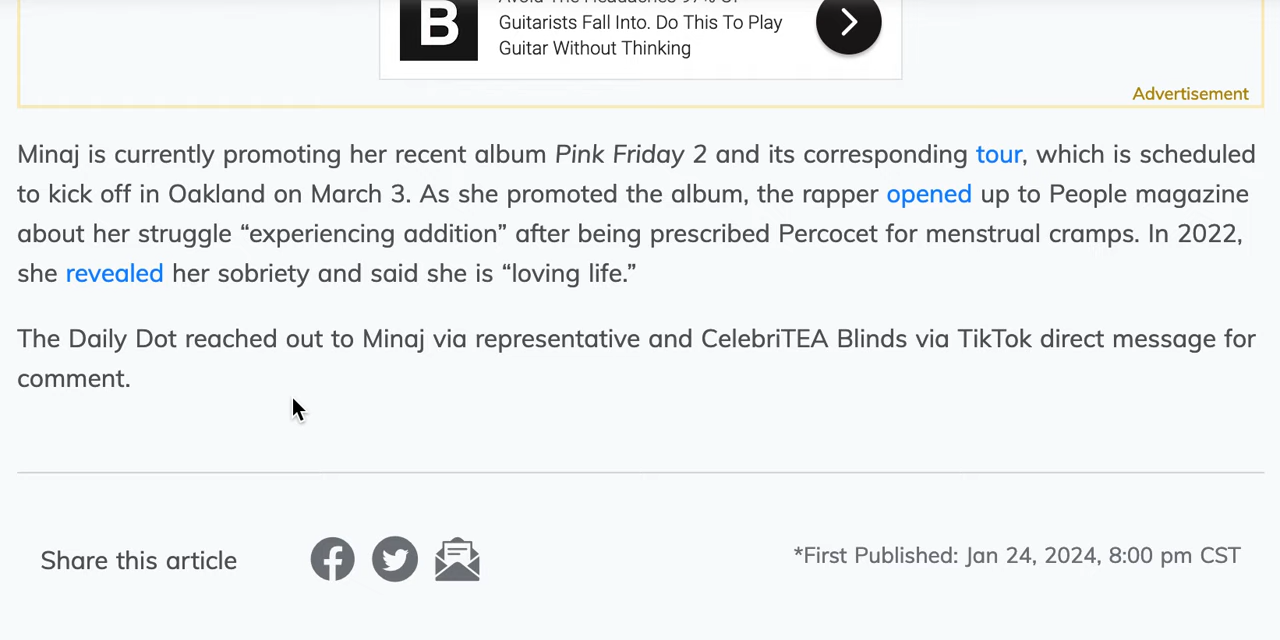 B
Guitarists Fall Into. Do This To Play
Guitar Without Thinking
Advertisement
Minaj is currently promoting her recent album Pink Friday 2 and its corresponding tour, which is scheduled
to kick off in Oakland on March 3. As she promoted the album, the rapper opened up to People magazine
about her struggle “experiencing addition” after being prescribed Percocet for menstrual cramps. In 2022,
she revealed her sobriety and said she is “loving life.”
The Daily Dot reached out to Minaj via representative and CelebriTEA Blinds via TikTok direct message for
comment.
Share this article
*First Published: Jan 24, 2024, 8:00 pm CST